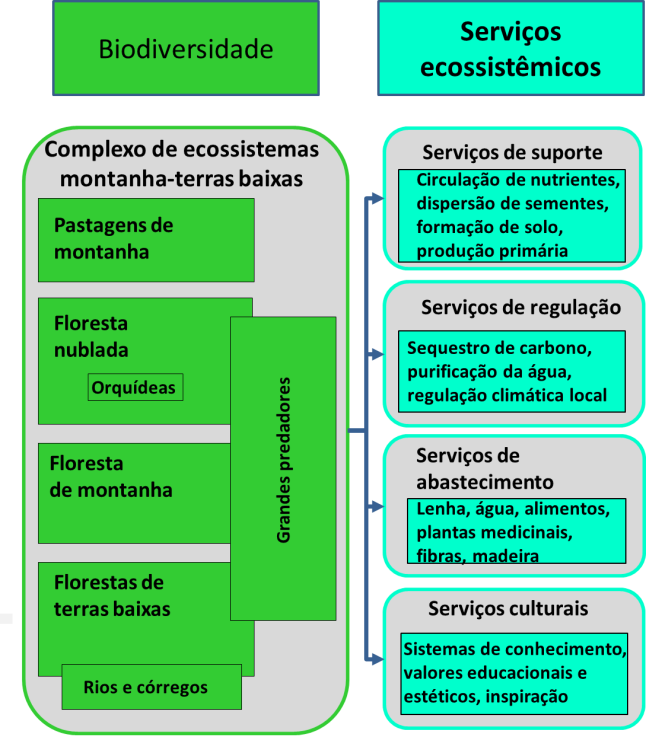 Biodiversidade
Serviços
ecossistêmicos
Complexo de ecossistemas
montanha-terras baixas
Pastagens de
montanha
Floresta
nublada
Orquídeas
Floresta
de montanha
Florestas de
terras baixas
Rios e córregos
Grandes predadores
Serviços de suporte
Circulação de nutrientes,
dispersão de sementes,
formação de solo,
produção primária
Serviços de regulação
Sequestro de carbono,
purificação da água,
regulação climática local
Serviços de
abastecimento
Lenha, água, alimentos,
plantas medicinais,
fibras, madeira
Serviços culturais
Sistemas de conhecimento,
valores educacionais e
estéticos, inspiração